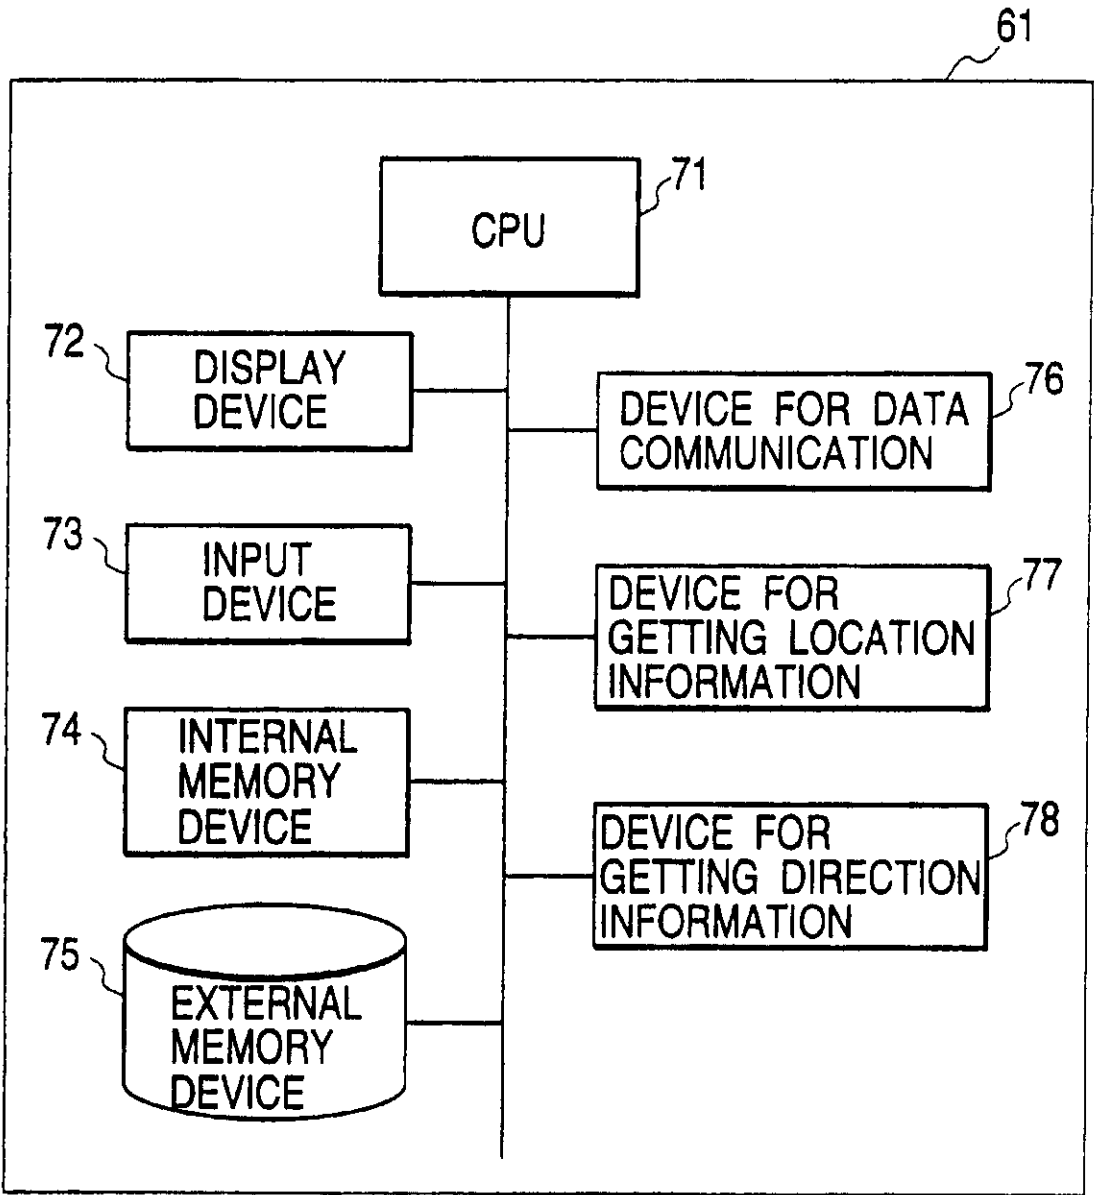 61
71
CPU
72
DISPLAY
DEVICE
76
DEVICE FOR DATA
COMMUNICATION
73
INPUT
DEVICE
77
DEVICE FOR
GETTING LOCATION
INFORMATION
74
INTERNAL
MEMORY
DEVICE
78
DEVICE FOR
GETTING DIRECTION
INFORMATION
75
EXTERNAL
MEMORY
DEVICE